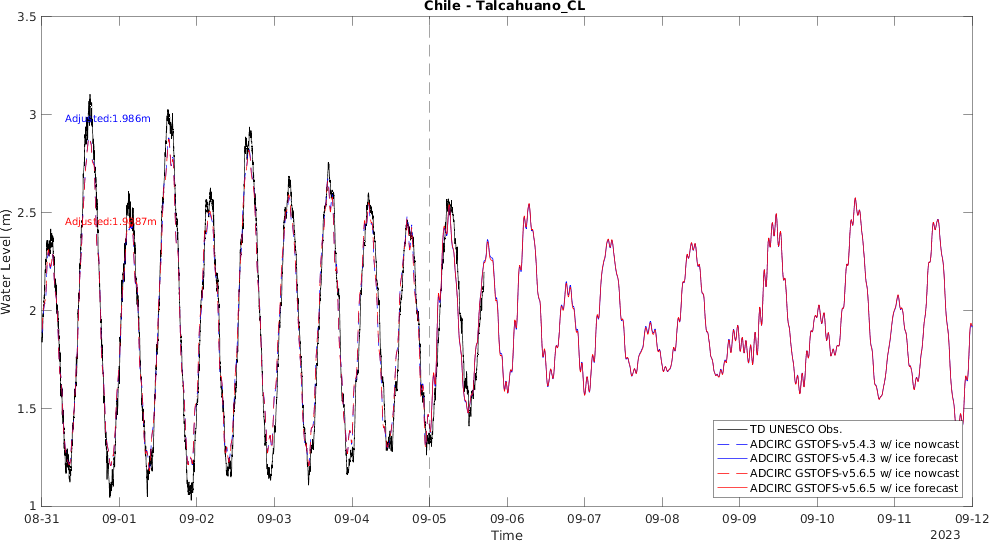 Chile - Talcahuano_CL
3.5
3
2.5
2
1.5
1
Water Level (m)
Adjusted:1.986m
08-31
09-01
09-02
09-03
09-04
09-05
09-06
09-07
09-08
09-09
09-10
09-11
09-12
Time
2023
TD UNESCO Obs.
ADCIRC GSTOFS-v5.4.3 w/ ice nowcast
ADCIRC GSTOFS-v5.4.3 w/ ice forecast
ADCIRC GSTOFS-v5.6.5 w/ ice nowcast
ADCIRC GSTOFS-v5.6.5 w/ ice forecast